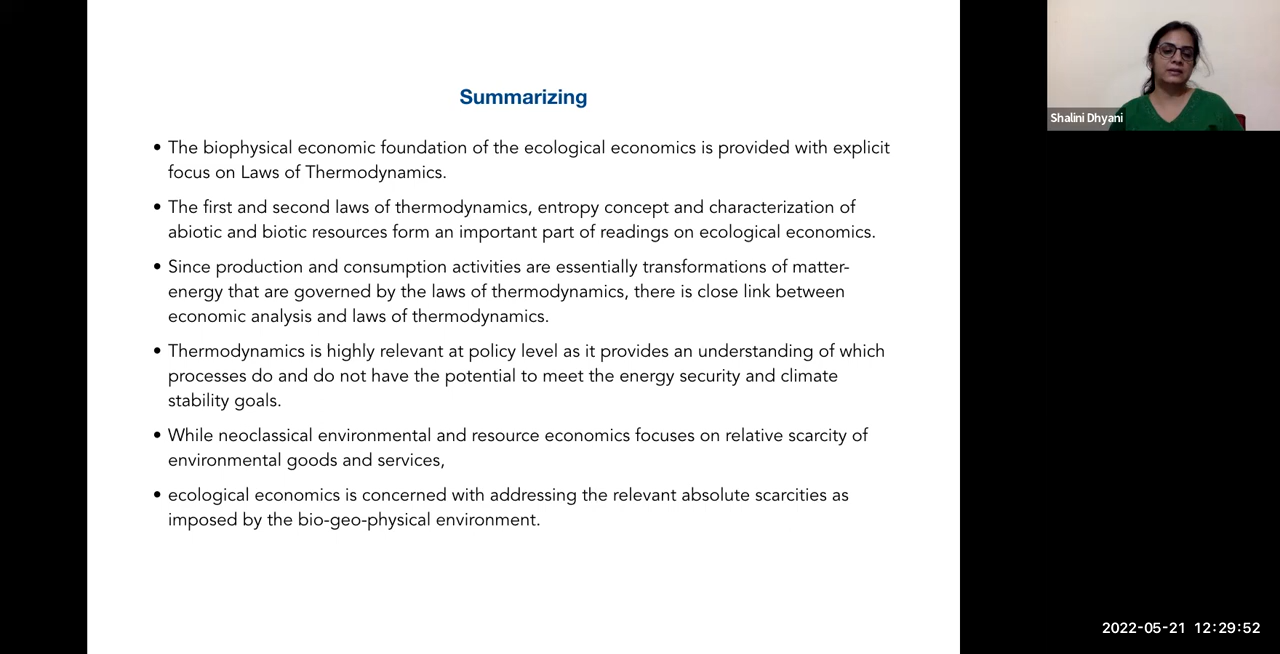 Summarizing
• The biophysical economic foundation of the ecological economics is provided with explicit
focus on Laws of Thermodynamics.
• The first and second laws of thermodynamics, entropy concept and characterization of
abiotic and biotic resources form an important part of readings on ecological economics.
• Since production and consumption activities are essentially transformations of matter-
energy that are governed by the laws of thermodynamics, there is close link between
economic analysis and laws of thermodynamics.
• Thermodynamics is highly relevant at policy level as it provides an understanding of which
processes do and do not have the potential to meet the energy security and climate
stability goals.
• While neoclassical environmental and resource economics focuses on relative scarcity of
environmental goods and services,
• ecological economics is concerned with addressing the relevant absolute scarcities as
imposed by the bio-geo-physical environment.
Shalini Dhyani
2022-05-21 12:29:52